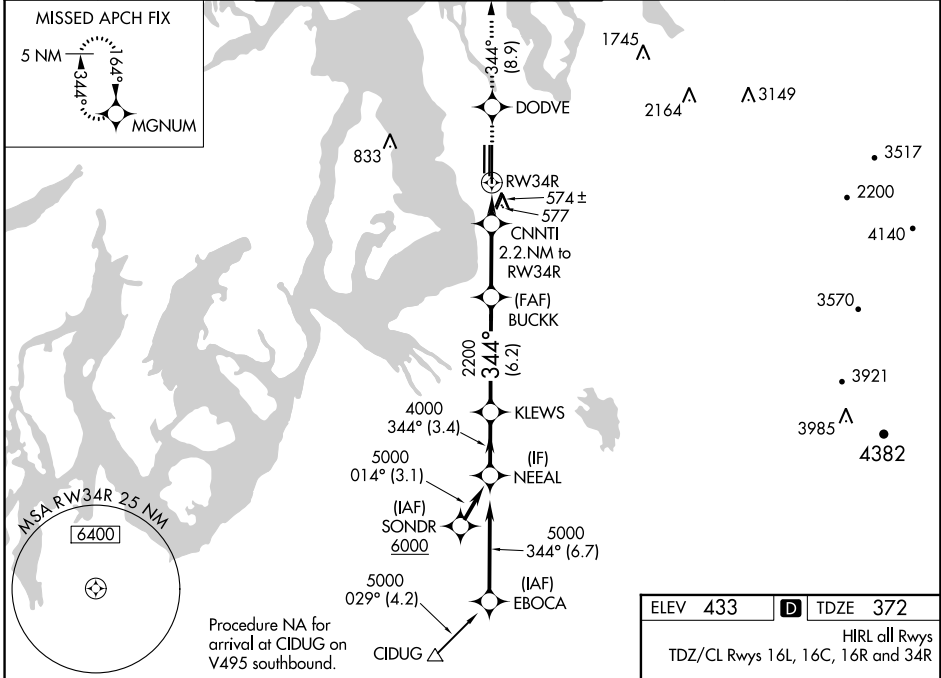 MISSED APCH FIX
5 NM
344°
164°
MGNUM
344°
(8.9)
DODVE
1745
2164
3149
833
3517
2200
4140
RW34R
574 ±
577
CNNTI
2.2.NM to
RW34R
(FAF)
BUCKK
3570
2200
344°
(6.2)
3921
3985
4382
4000
344° (3.4)
KLEWS
5000
014° (3.1)
(IF)
NEEAL
(IAF)
SONDR
6000
5000
344° (6.7)
(IAF)
EBOCA
5000
029° (4.2)
CIDUG
MSA RW34R 25 NM
6400
Procedure NA for
arrival at CIDUG on
V495 southbound.
ELEV 433 D TDZE 372
HIRL all Rwys
TDZ/CL Rwys 16L, 16C, 16R and 34R